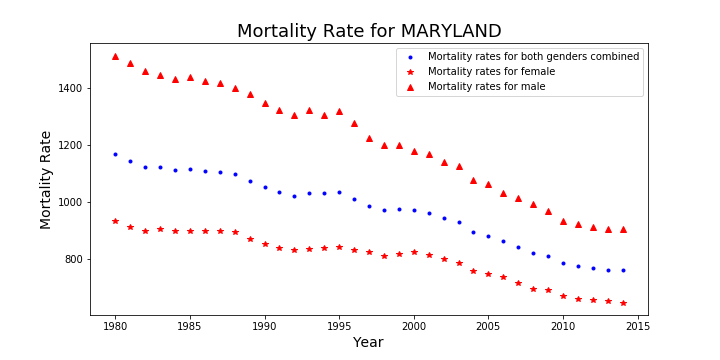 Mortality Rate for MARYLAND
Mortality rates for both genders combined
Mortality rates for female
Mortality rates for male
Mortality Rate
1400
1200
1000
800
1980 1985 1990 1995 2000 2005 2010 2015
Year